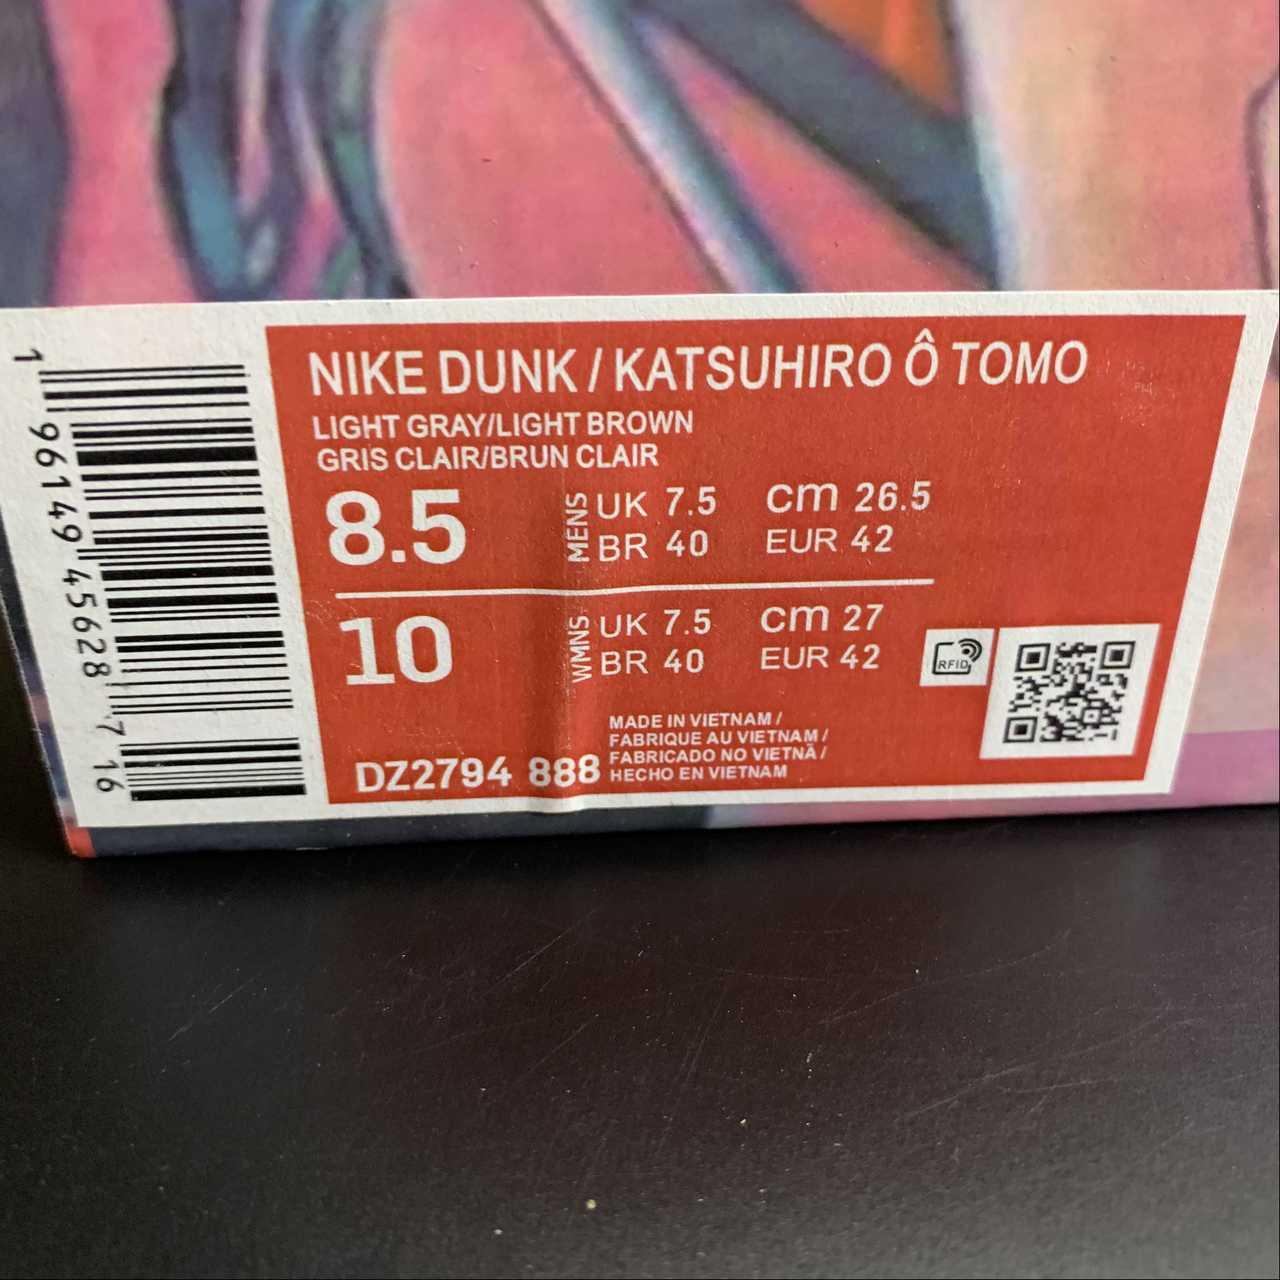 NIKE DUNK / KATSUHIRO Ô TOMO
LIGHT GRAY/LIGHT BROWN
GRIS CLAIR/BRUN CLAIR
8.5 MENS UK 7.5 cm 26.5
BR 40 EUR 42
10 WMNS UK 7.5 cm 27
BR 40 EUR 42
RFID
MADE IN VIETNAM /
FABRIQUE AU VIETNAM /
FABRICADO NO VIETNÃ /
HECHO EN VIETNAM
DZ2794 888
1 96149 45628 7 16